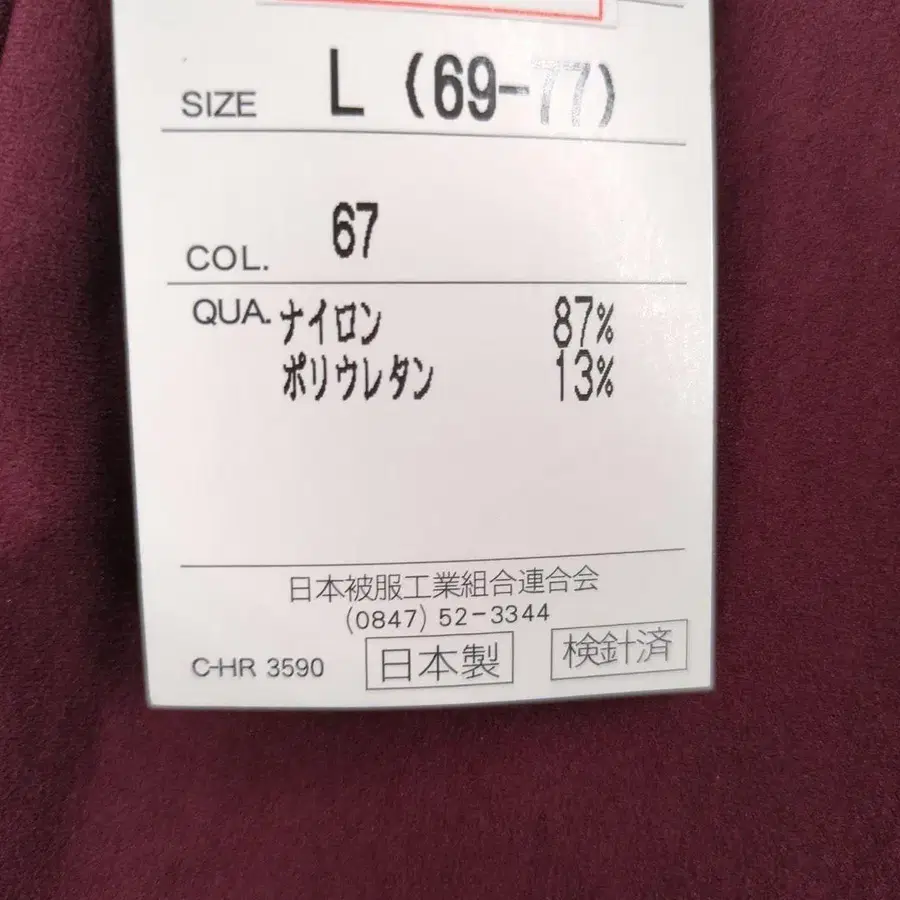 SIZE L (69-77)
COL. 67
QUA. ナイロン 87%
ポリウレタン 13%
日本被服工業組合連合会
(0847) 52-3344
C-HR 3590 日本製 検針済